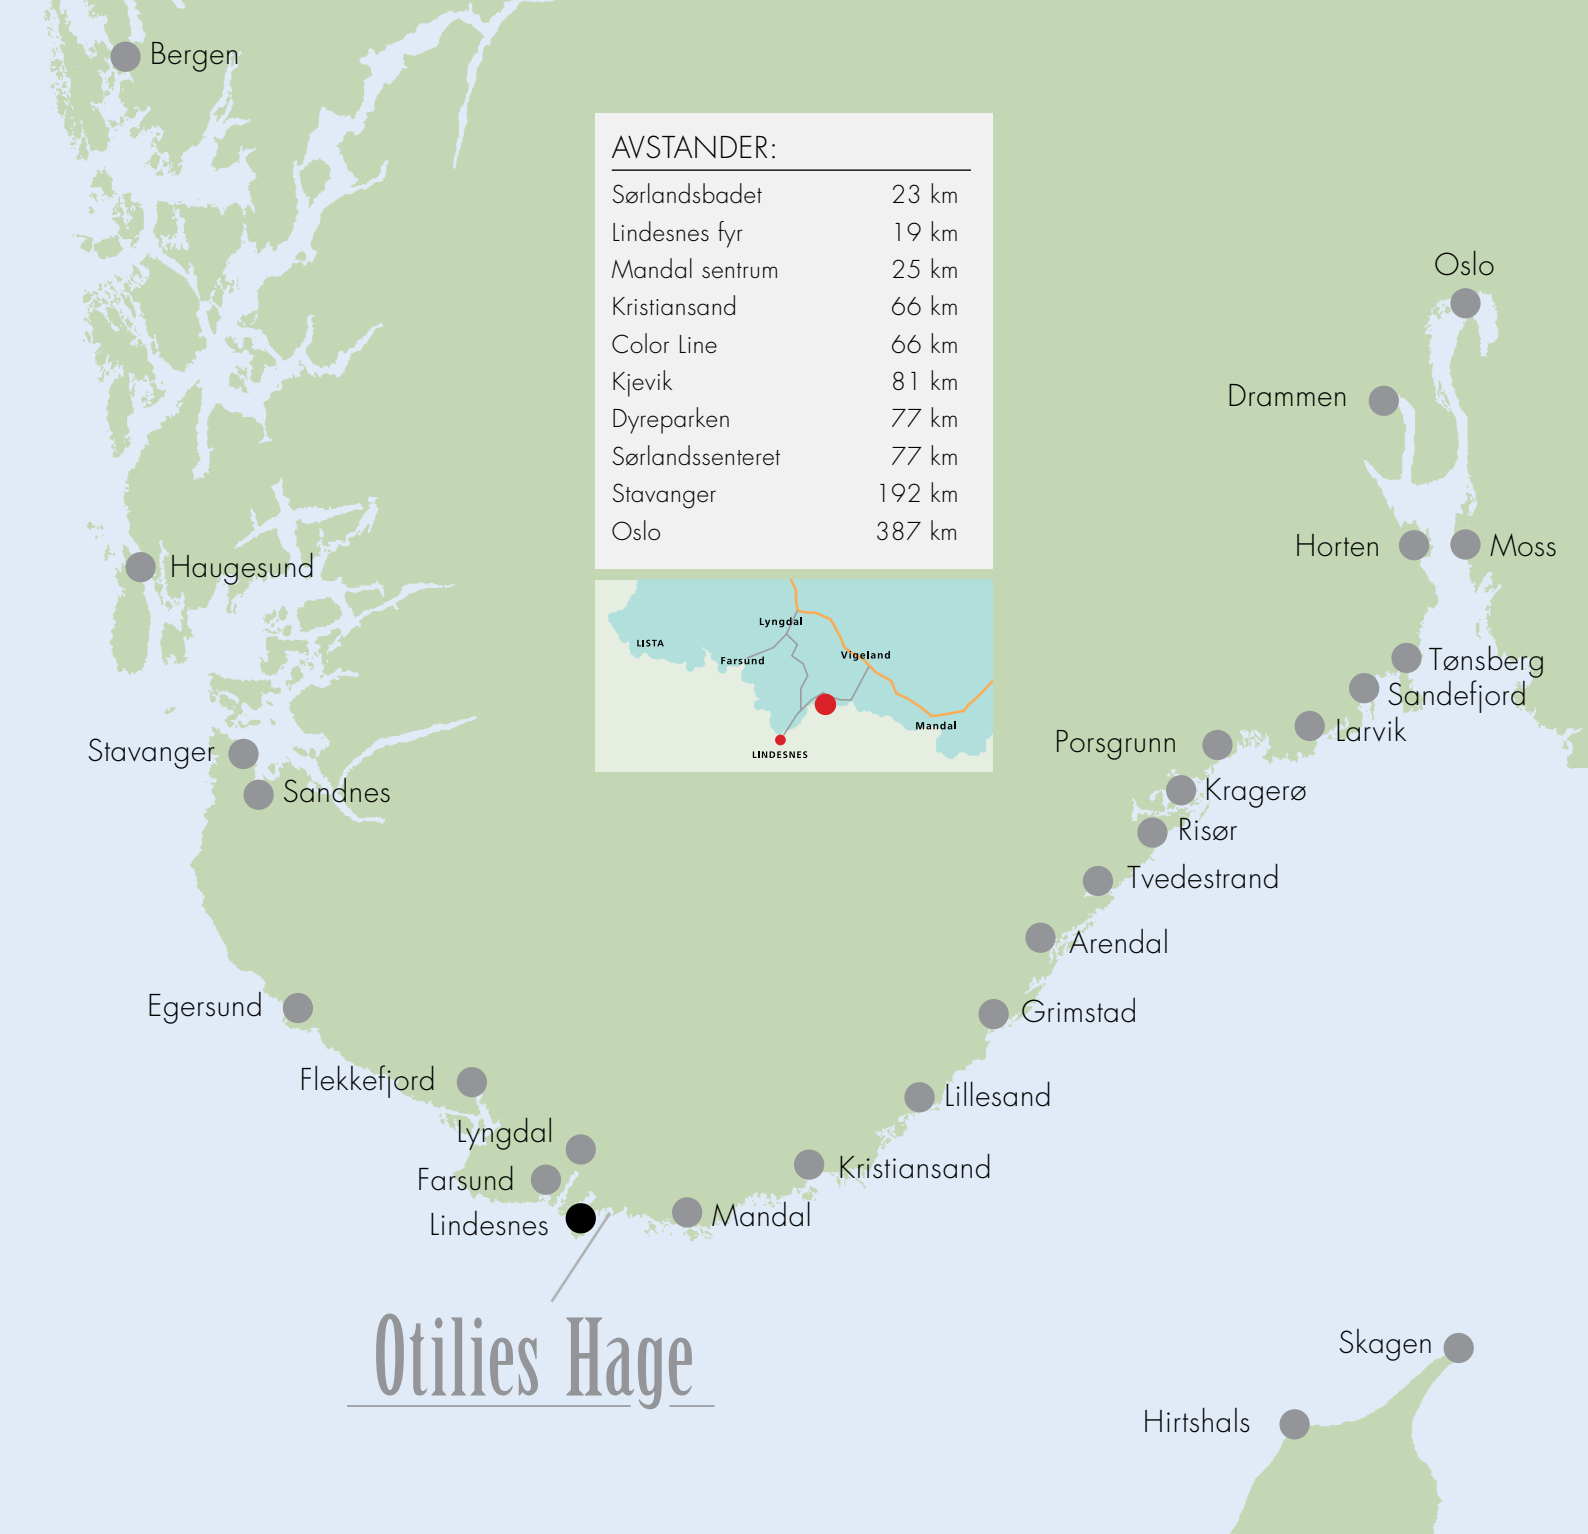 Bergen
AVSTANDER:
Sørlandsbadet 23 km
Lindesnes fyr 19 km
Mandal sentrum 25 km
Kristiansand 66 km
Color Line 66 km
Kjevik 81 km
Dyreparken 77 km
Sørlandssenteret 77 km
Stavanger 192 km
Oslo 387 km
Oslo
Drammen
Horten
Moss
Haugesund
Lyngdal
LISTA
Farsund
Vigeland
Mandal
LINDESNES
Tønsberg
Sandefjord
Larvik
Porsgrunn
Stavanger
Sandnes
Kragerø
Risør
Tvedestrand
Arendal
Egersund
Grimstad
Flekkefjord
Lillesand
Lyngdal
Farsund
Kristiansand
Lindesnes
Mandal
Otilies Hage
Skagen
Hirtshals